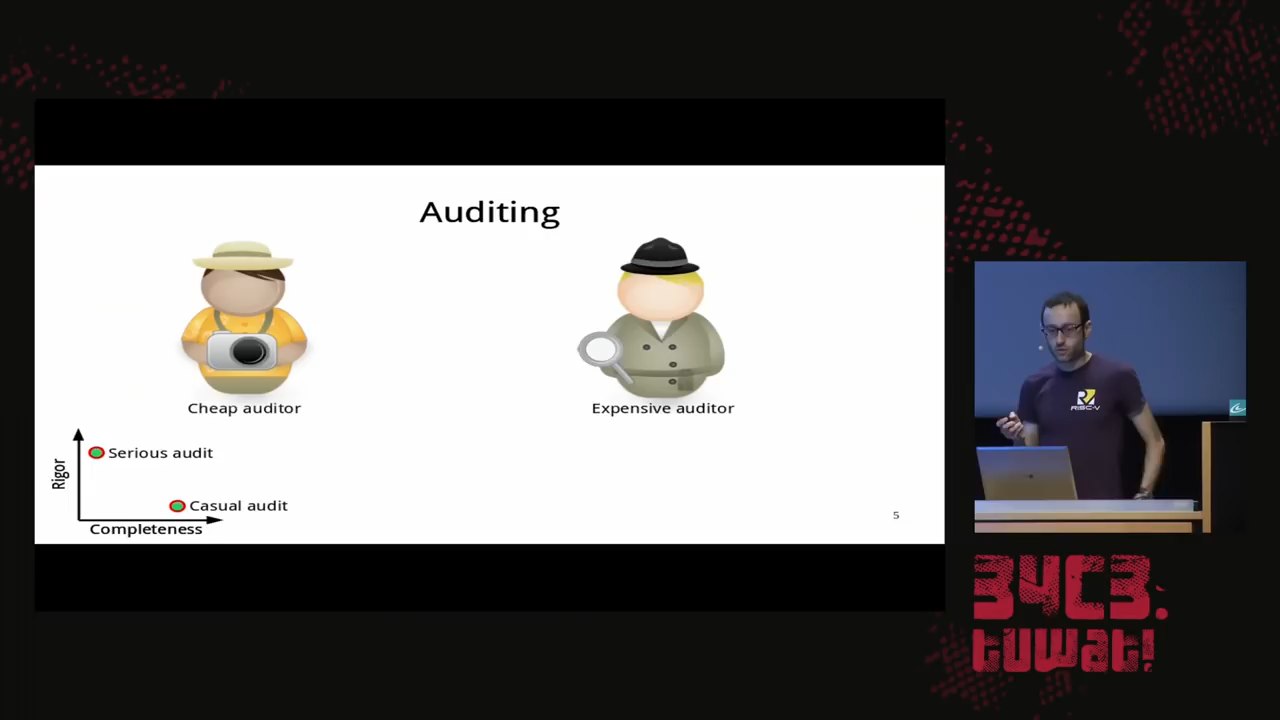 Auditing
Cheap auditor
Expensive auditor
Serious audit
Rigor
Casual audit
Completeness
5
RISC-V
34C3.
tuwat!